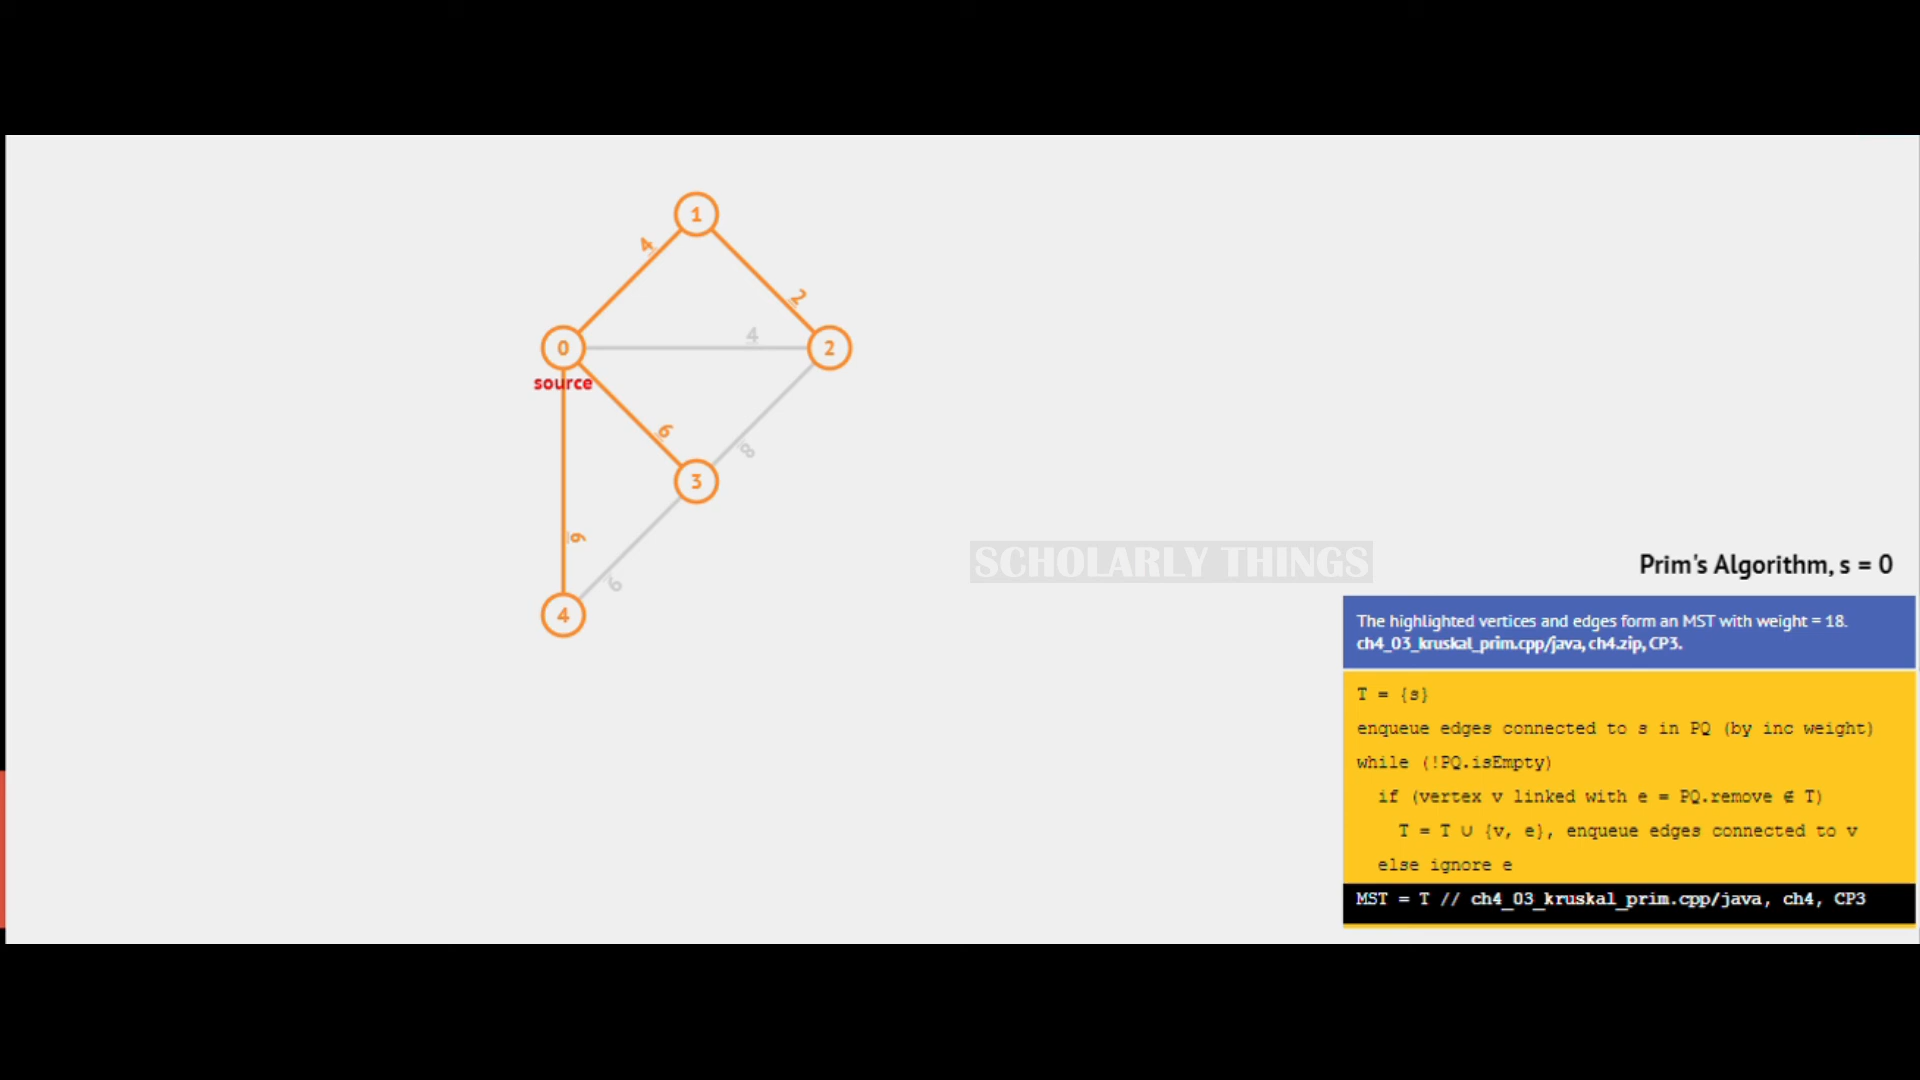 1
4
2
4
0
2
source
6
8
3
6
9
4
SCHOLARLY THINGS
Prim's Algorithm, s = 0
The highlighted vertices and edges form an MST with weight = 18.
ch4_03_kruskal_prim.cpp/java, ch4.zip, CP3.
T = {s}
enqueue edges connected to s in PQ (by inc weight)
while (!PQ.isEmpty)
if (vertex v linked with e = PQ.remove ∉ T)
T = T ∪ {v, e}, enqueue edges connected to v
else ignore e
MST = T // ch4_03_kruskal_prim.cpp/java, ch4, CP3